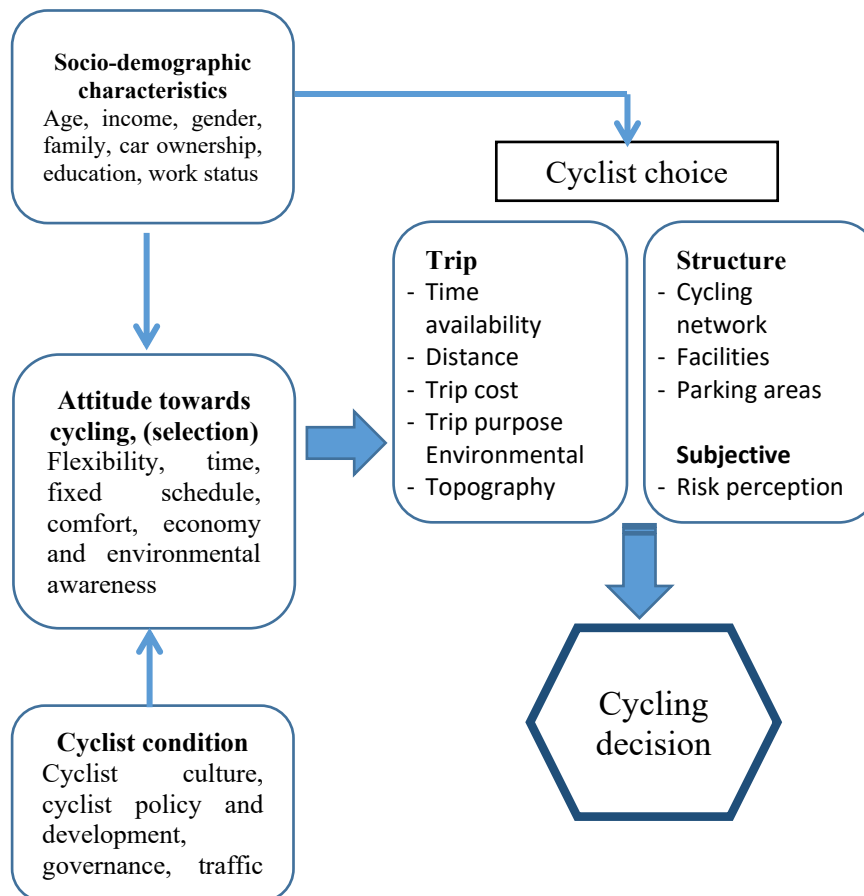 Socio-demographic
characteristics
Age, income, gender,
family, car ownership,
education, work status
Cyclist choice
Trip
- Time
availability
- Distance
- Trip cost
- Trip purpose
Environmental
- Topography
Structure
- Cycling
network
- Facilities
- Parking areas
Subjective
- Risk perception
Attitude towards
cycling, (selection)
Flexibility, time,
fixed schedule,
comfort, economy
and environmental
awareness
Cyclist condition
Cyclist culture,
cyclist policy and
development,
governance, traffic
Cycling
decision